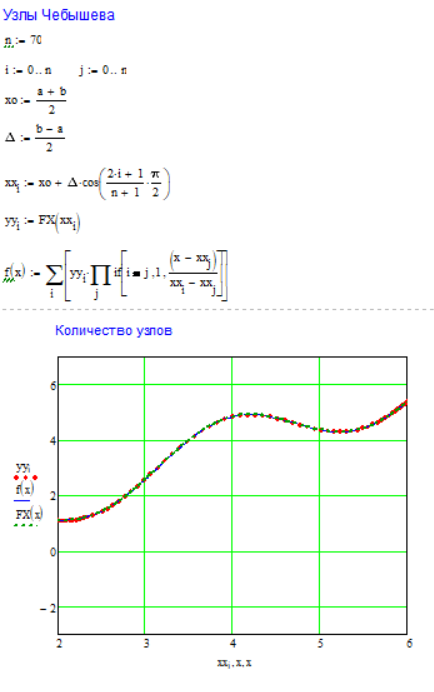 Узлы Чебышева
n := 70
i := 0.. n j := 0.. n
xo := (a + b)/2
Δ := (b − a)/2
xx_i := xo + Δ·cos((2·i + 1)/(n + 1)·π/2)
yy_i := FX(xx_i)
f(x) := ∑_i [yy_i·∏_j if[i = j, 1, (x − xx_j)/(xx_i − xx_j)]]
Количество узлов
6
4
yy_i
f(x)
2
FX(x)
0
−2
2 3 4 5 6
xx_i, x, x